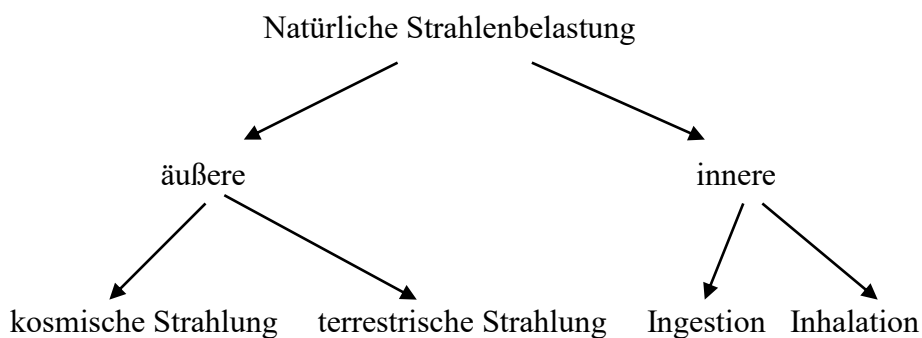 Natürliche Strahlenbelastung
äußere innere
kosmische Strahlung terrestrische Strahlung Ingestion Inhalation